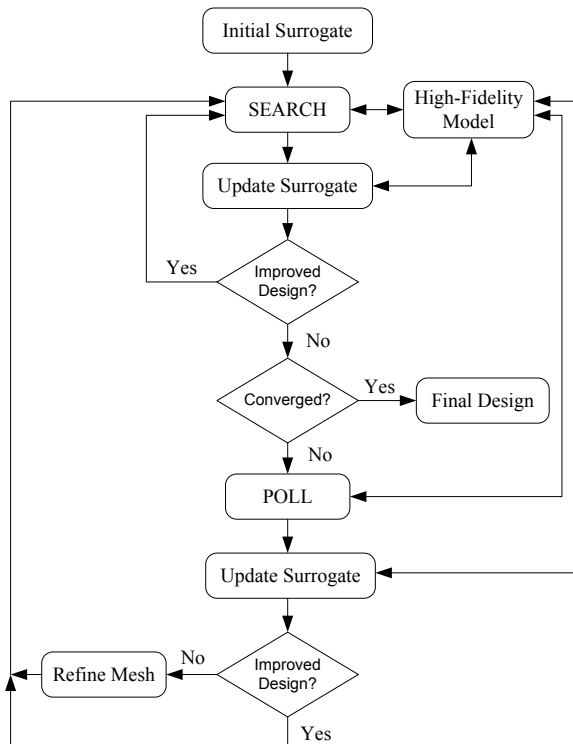 Initial Surrogate
SEARCH
High-Fidelity
Model
Update Surrogate
Yes
Improved
Design?
No
Converged?
Yes
Final Design
No
POLL
Update Surrogate
Refine Mesh
No
Improved
Design?
Yes